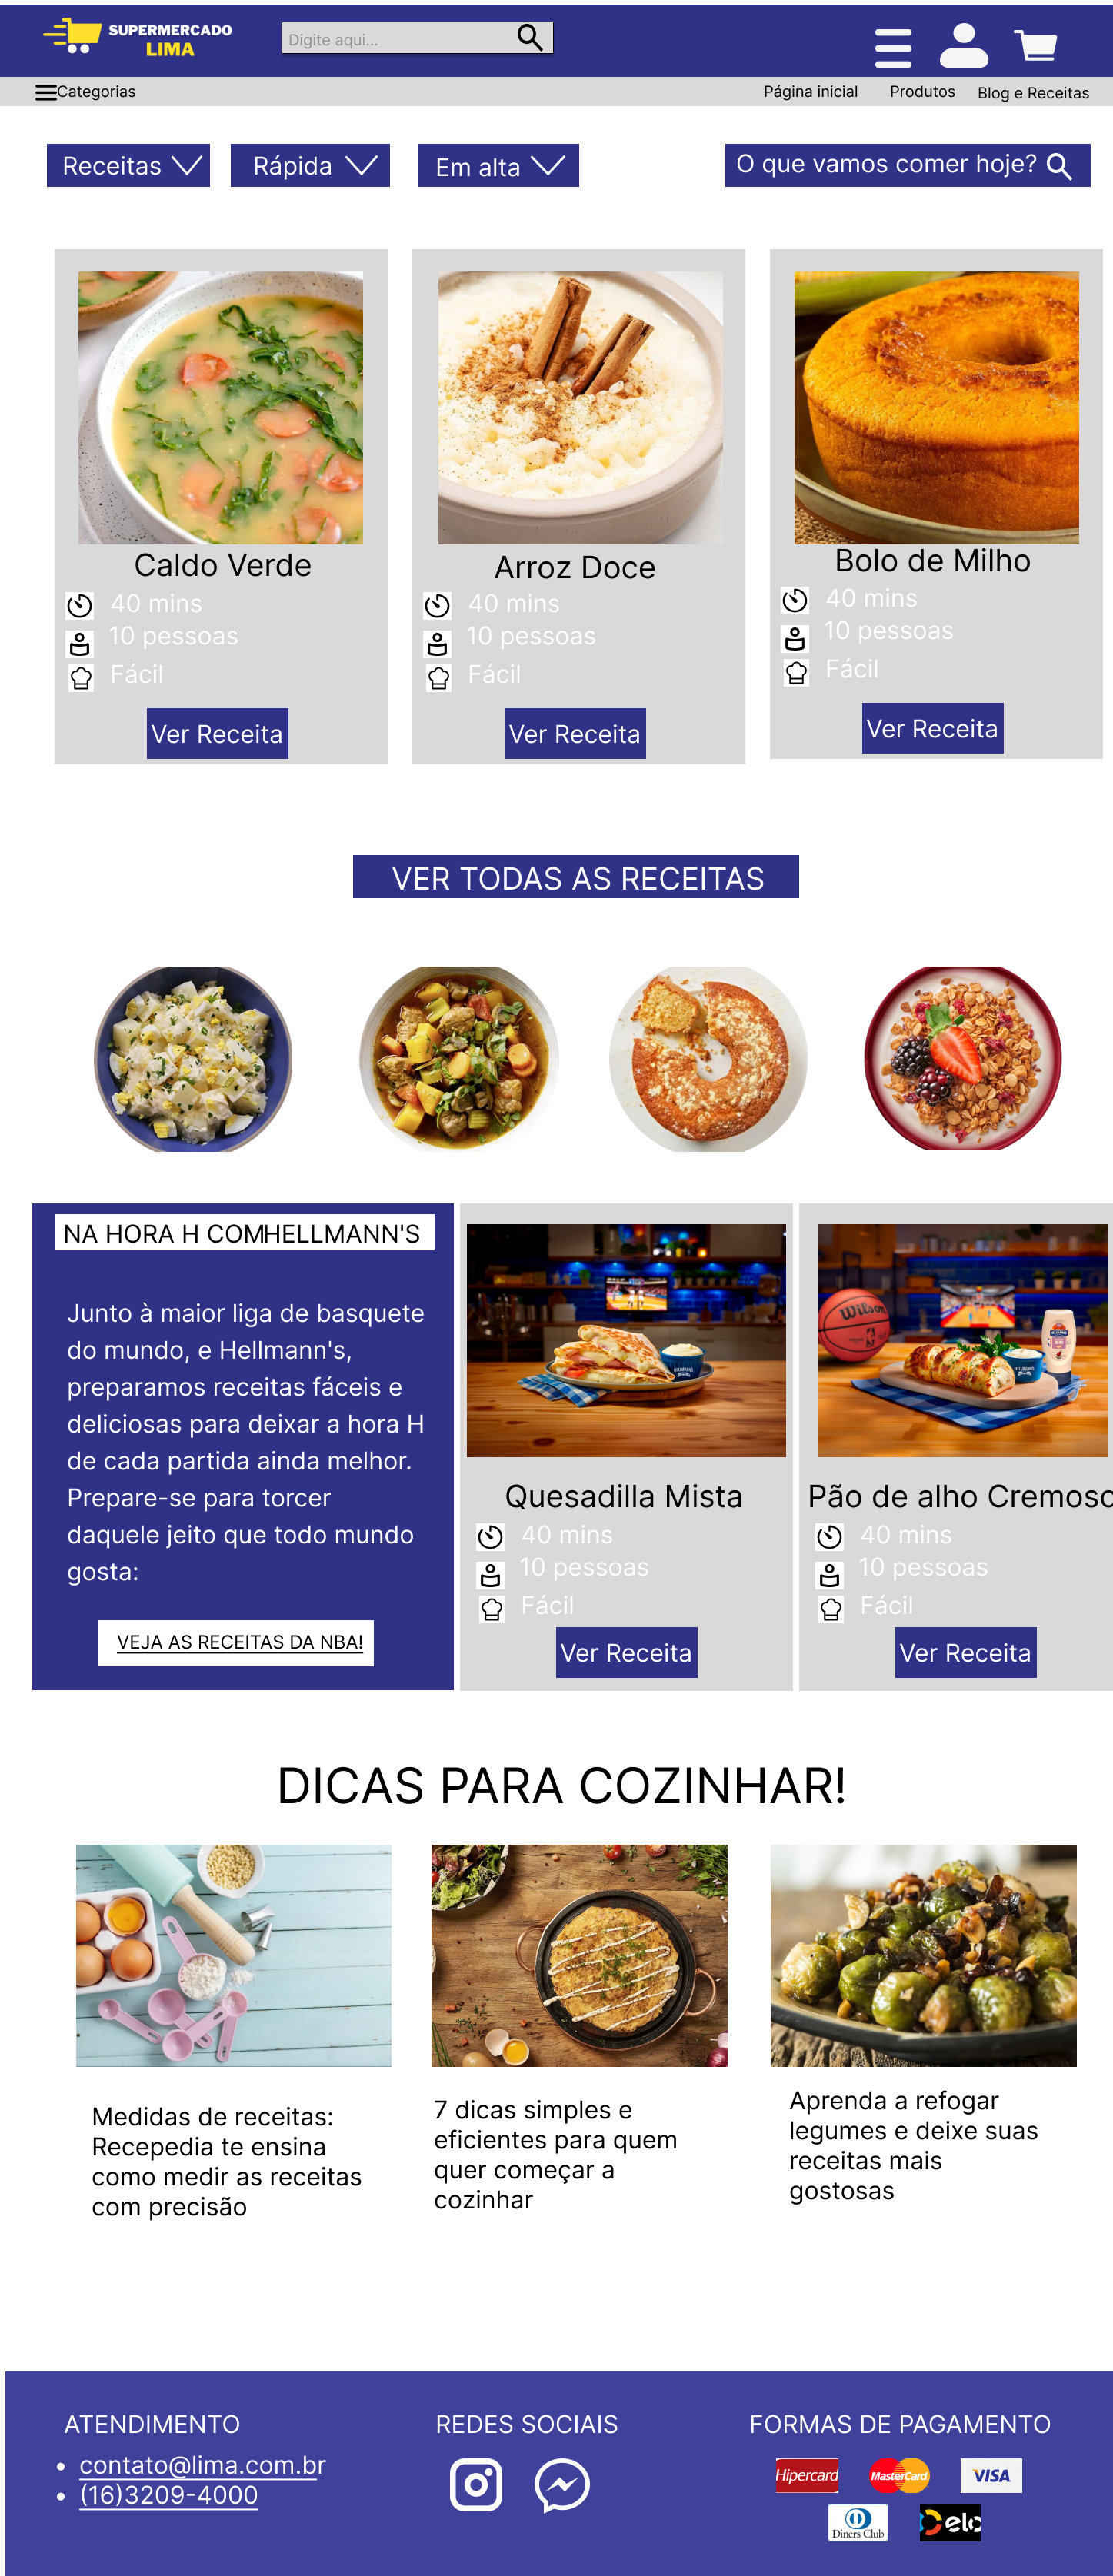 SUPERMERCADO
LIMA
Digite aqui...
Categorias
Página inicial
Produtos
Blog e Receitas
Receitas
Rápida
Em alta
O que vamos comer hoje?
Caldo Verde
40 mins
10 pessoas
Fácil
Ver Receita
Arroz Doce
40 mins
10 pessoas
Fácil
Ver Receita
Bolo de Milho
40 mins
10 pessoas
Fácil
Ver Receita
VER TODAS AS RECEITAS
NA HORA H COMHELLMANN'S
Junto à maior liga de basquete
do mundo, e Hellmann's,
preparamos receitas fáceis e
deliciosas para deixar a hora H
de cada partida ainda melhor.
Prepare-se para torcer
daquele jeito que todo mundo
gosta:
VEJA AS RECEITAS DA NBA!
Quesadilla Mista
40 mins
10 pessoas
Fácil
Ver Receita
Wilson
Pão de alho Cremoso
40 mins
10 pessoas
Fácil
Ver Receita
DICAS PARA COZINHAR!
Medidas de receitas:
Recepedia te ensina
como medir as receitas
com precisão
7 dicas simples e
eficientes para quem
quer começar a
cozinhar
Aprenda a refogar
legumes e deixe suas
receitas mais
gostosas
ATENDIMENTO
contato@lima.com.br
(16)3209-4000
REDES SOCIAIS
FORMAS DE PAGAMENTO
Hipercard
MasterCard
VISA
Diners Club
elo